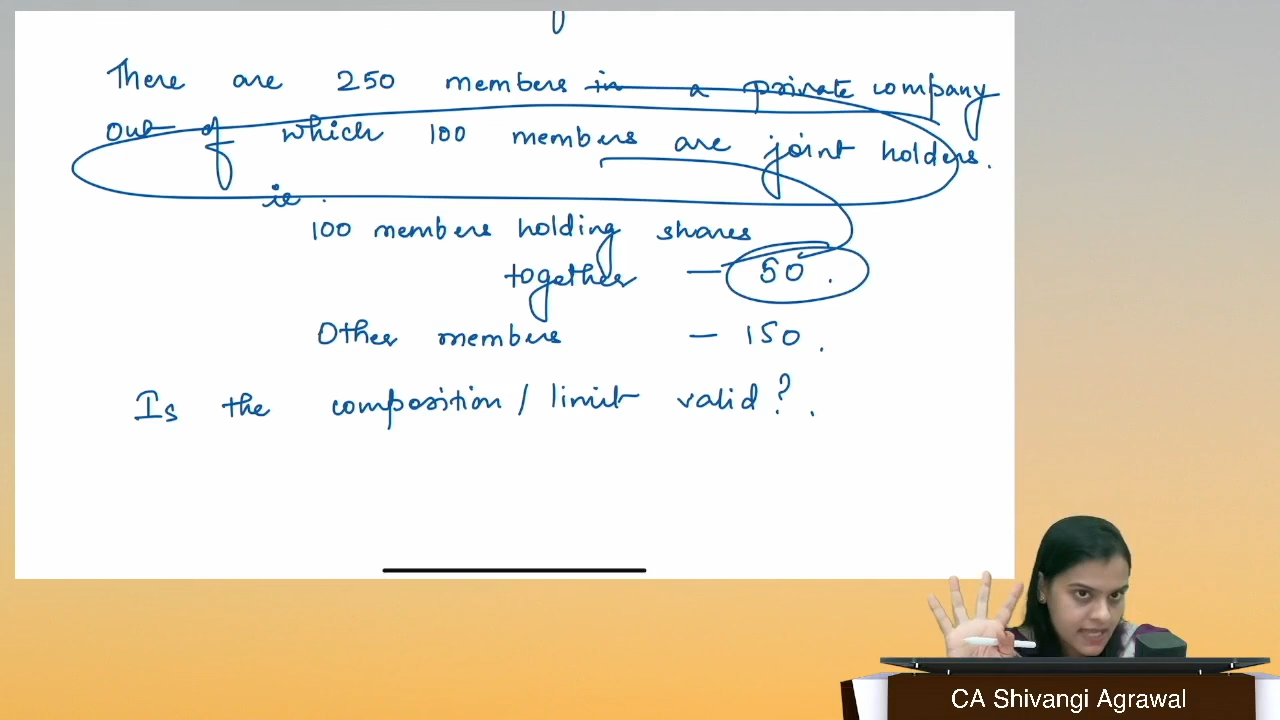 There are 250 members in a private company
out of which 100 members are joint holders.
ie.
100 members holding shares
together — 50.
Other members — 150.
Is the composition/limit valid?.
CA Shivangi Agrawal